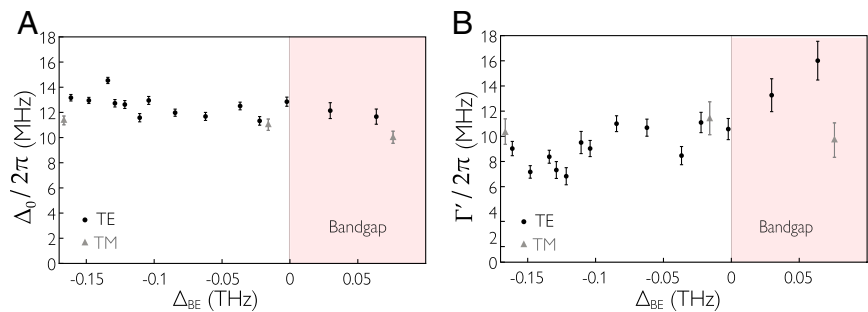 A
B
Δ₀/2π (MHz)
18
16
14
12
10
8
6
4
2
0
TE
TM
Bandgap
-0.15
-0.1
-0.05
0
0.05
Δ_BE (THz)
Γ′/2π (MHz)
18
16
14
12
10
8
6
4
2
0
TE
TM
Bandgap
-0.15
-0.1
-0.05
0
0.05
Δ_BE (THz)